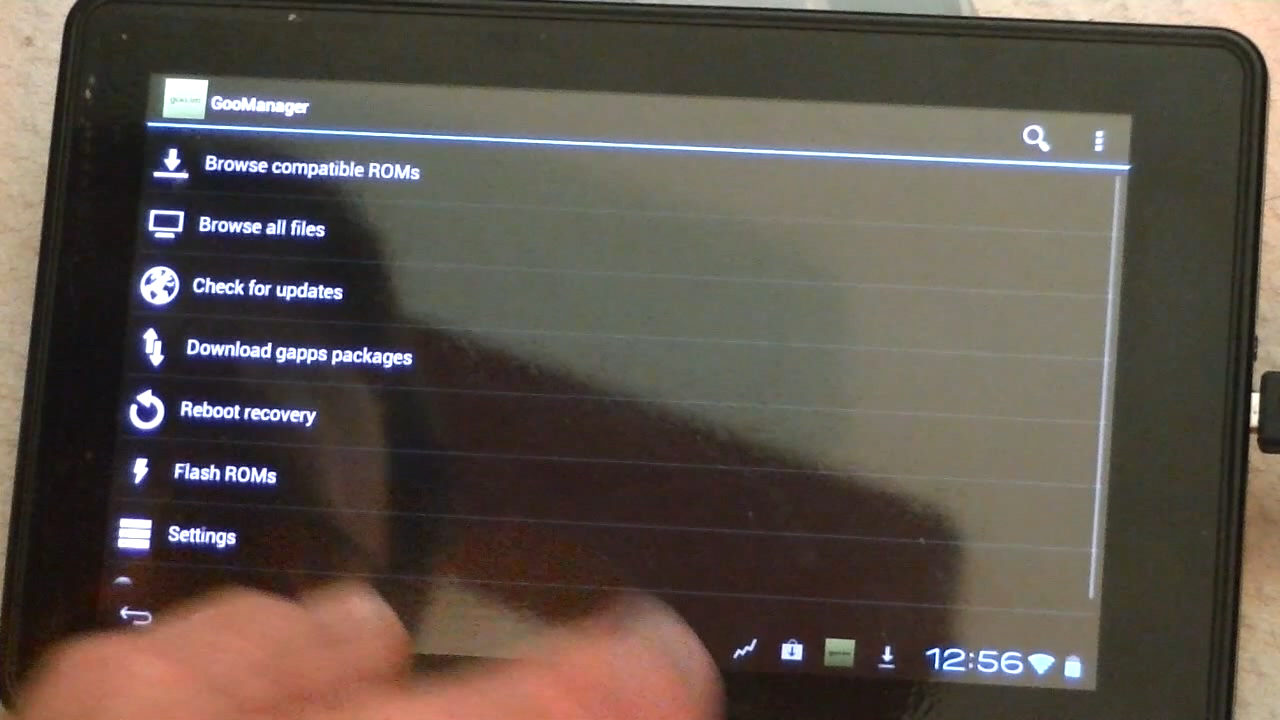 GooManager
Browse compatible ROMs
Browse all files
Check for updates
Download gapps packages
Reboot recovery
Flash ROMs
Settings
12:56